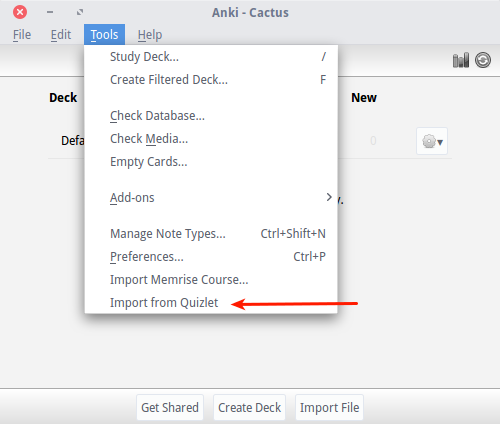 Anki - Cactus
File Edit Tools Help
Study Deck... /
Create Filtered Deck... F
Deck New
Check Database...
Check Media...
Defa 0
Empty Cards...
Add-ons
y.
Manage Note Types... Ctrl+Shift+N
Preferences... Ctrl+P
Import Memrise Course...
Import from Quizlet
Get Shared Create Deck Import File